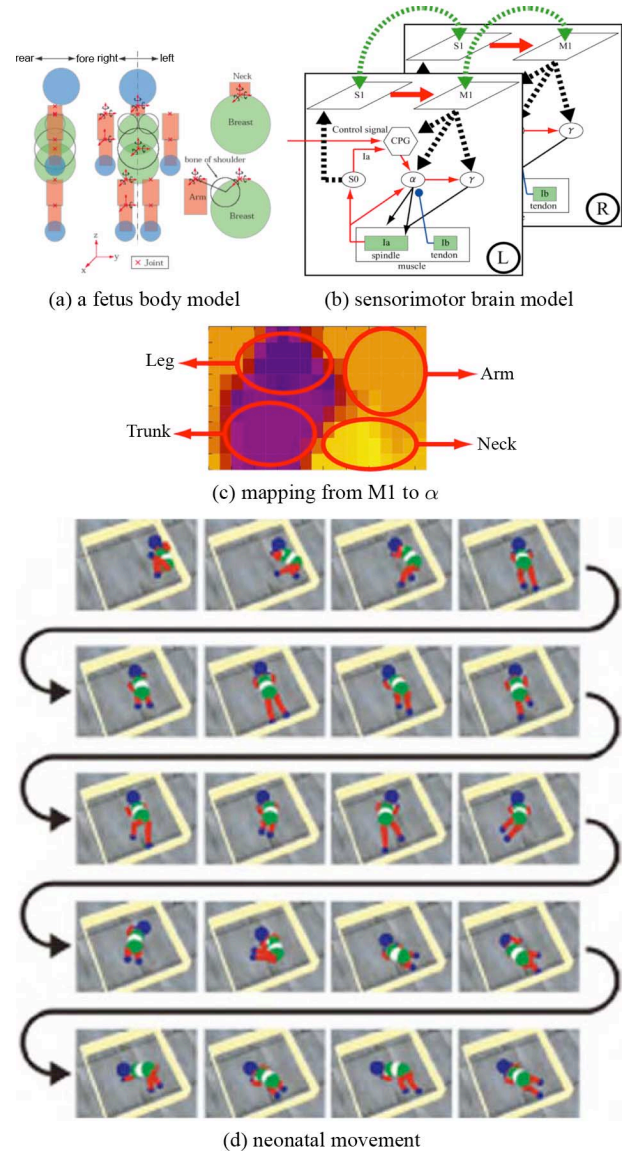 rear fore right left
Neck
Breast
bone of shoulder
Arm
Breast
z
y
x
× Joint
(a) a fetus body model
S1 M1
S1 M1
Control signal
CPG
Ia
S0
α
γ
γ
Ia
spindle
Ib
tendon
muscle
L
Ib
tendon
R
(b) sensorimotor brain model
Leg
Arm
Trunk
Neck
(c) mapping from M1 to α
(d) neonatal movement